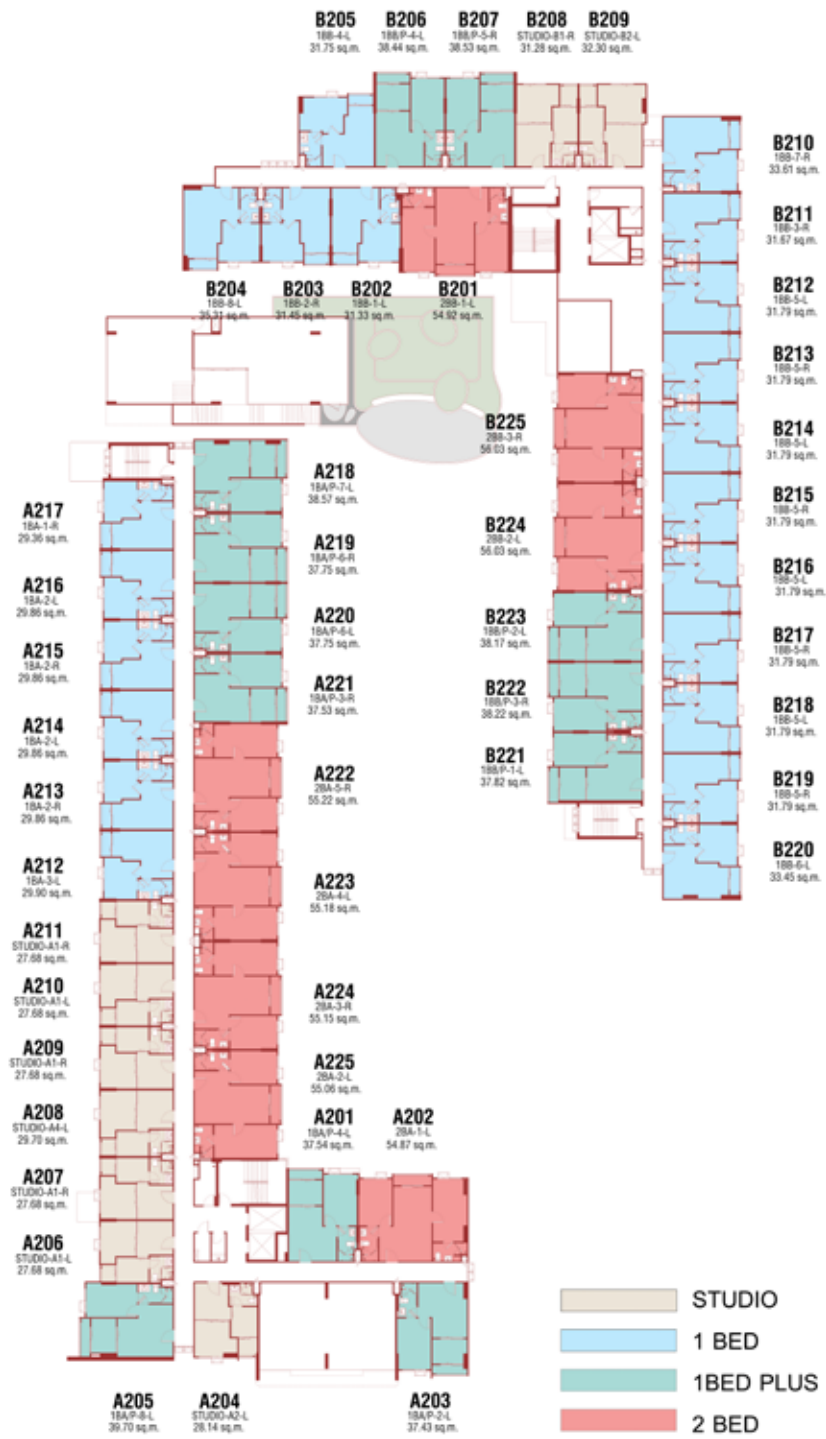 B205
1BB-4-L
31.75 sq.m.
B206
1BB/P-4-L
38.44 sq.m.
B207
1BB/P-5-R
38.53 sq.m.
B208
STUDIO-B1-R
31.28 sq.m.
B209
STUDIO-B2-L
32.30 sq.m.
B210
1BB-7-R
33.61 sq.m.
B211
1BB-3-R
31.67 sq.m.
B212
1BB-5-L
31.79 sq.m.
B213
1BB-5-R
31.79 sq.m.
B214
1BB-5-L
31.79 sq.m.
B215
1BB-5-R
31.79 sq.m.
B216
1BB-5-L
31.79 sq.m.
B217
1BB-5-R
31.79 sq.m.
B218
1BB-5-L
31.79 sq.m.
B219
1BB-5-R
31.79 sq.m.
B220
1BB-6-L
33.45 sq.m.
B204
1BB-8-L
35.31 sq.m.
B203
1BB-2-R
31.45 sq.m.
B202
1BB-1-L
31.33 sq.m.
B201
2BB-1-L
54.92 sq.m.
B225
2BB-3-R
56.03 sq.m.
B224
2BB-2-L
56.03 sq.m.
B223
1BB/P-2-L
38.17 sq.m.
B222
1BB/P-3-R
38.22 sq.m.
B221
1BB/P-1-L
37.82 sq.m.
A218
1BA/P-7-L
38.57 sq.m.
A219
1BA/P-6-R
37.75 sq.m.
A220
1BA/P-6-L
37.75 sq.m.
A221
1BA/P-3-R
37.53 sq.m.
A222
2BA-5-R
55.22 sq.m.
A223
2BA-4-L
55.18 sq.m.
A224
2BA-3-R
55.15 sq.m.
A225
2BA-2-L
55.06 sq.m.
A201
1BA/P-4-L
37.54 sq.m.
A202
2BA-1-L
54.87 sq.m.
A217
1BA-1-R
29.36 sq.m.
A216
1BA-2-L
29.86 sq.m.
A215
1BA-2-R
29.86 sq.m.
A214
1BA-2-L
29.86 sq.m.
A213
1BA-2-R
29.86 sq.m.
A212
1BA-3-L
29.90 sq.m.
A211
STUDIO-A1-R
27.68 sq.m.
A210
STUDIO-A1-L
27.68 sq.m.
A209
STUDIO-A1-R
27.68 sq.m.
A208
STUDIO-A4-L
29.70 sq.m.
A207
STUDIO-A1-R
27.68 sq.m.
A206
STUDIO-A1-L
27.68 sq.m.
A205
1BA/P-8-L
39.70 sq.m.
A204
STUDIO-A2-L
28.14 sq.m.
A203
1BA/P-2-L
37.43 sq.m.
STUDIO
1 BED
1BED PLUS
2 BED